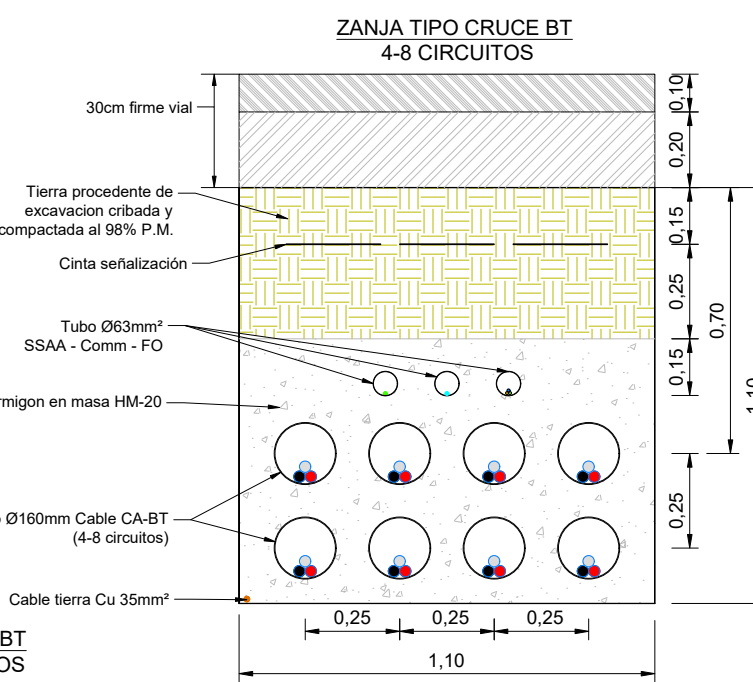 ZANJA TIPO CRUCE BT
4-8 CIRCUITOS
30cm firme vial
0,10
0,20
Tierra procedente de
excavacion cribada y
compactada al 98% P.M.
0,15
Cinta señalización
0,25
0,70
Tubo Ø63mm²
SSAA - Comm - FO
0,15
1,10
rmigon en masa HM-20
Ø160mm Cable CA-BT
(4-8 circuitos)
0,25
Cable tierra Cu 35mm²
0,25
0,25
0,25
BT
OS
1,10